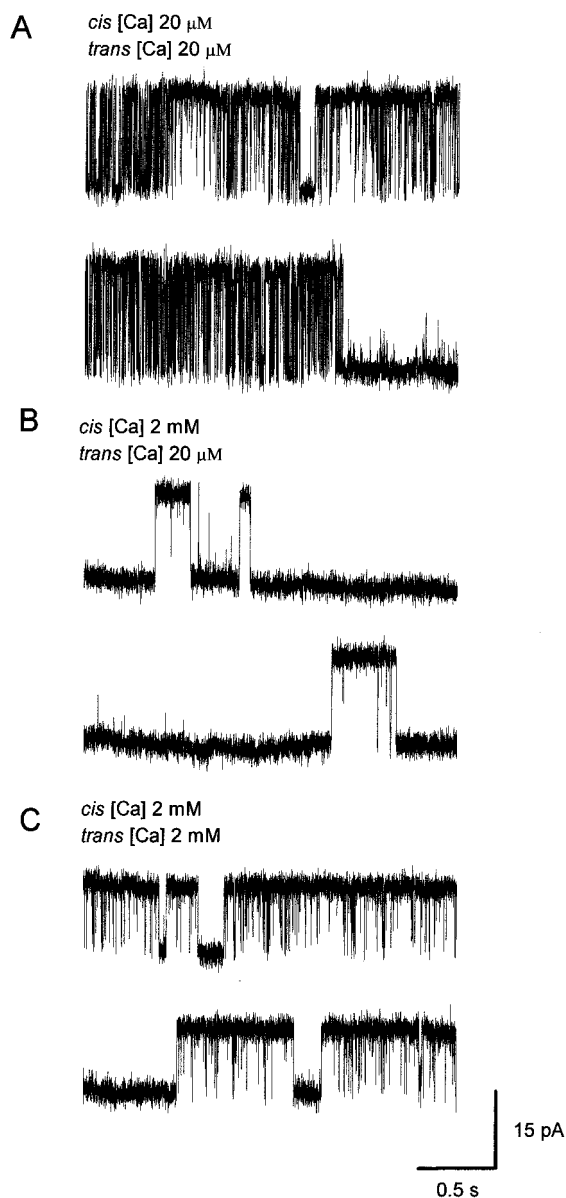 A
cis [Ca] 20 μM
trans [Ca] 20 μM
B
cis [Ca] 2 mM
trans [Ca] 20 μM
C
cis [Ca] 2 mM
trans [Ca] 2 mM
15 pA
0.5 s